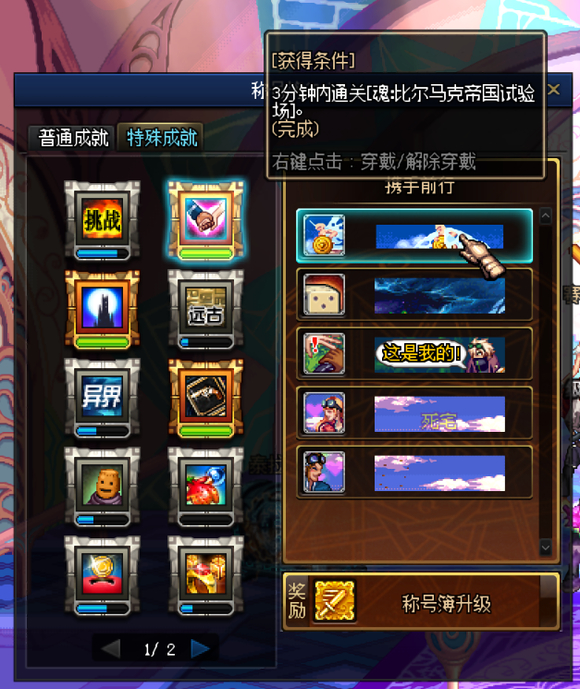 [获得条件]
3分钟内通关[魂:比尔马克帝国试验
场]。
(完成)
右键点击：穿戴/解除穿戴
称
普通成就 特殊成就
携手前行
挑战
远古
异界
这是我的!
死宅
奖励
称号簿升级
1/ 2